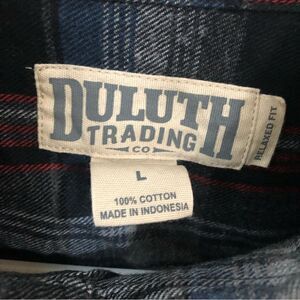 DULUTH
TRADING
CO
RELAXED FIT
L
100% COTTON
MADE IN INDONESIA